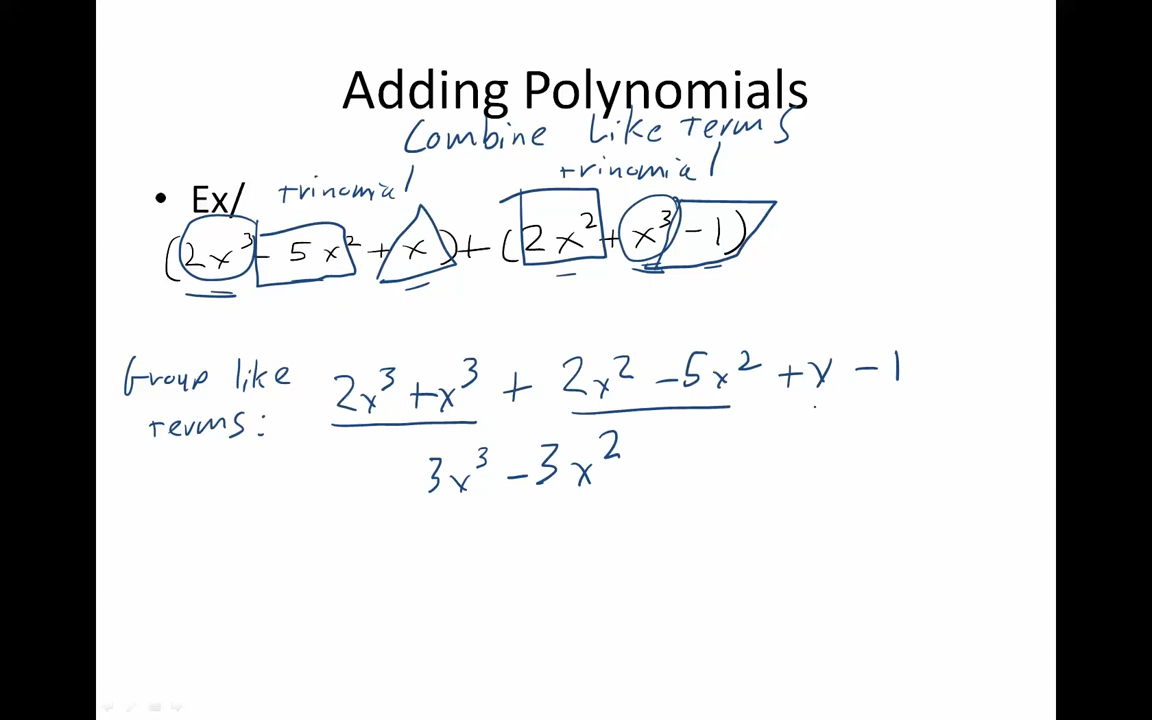 Adding Polynomials
Combine Like Terms
trinomial trinomial
• Ex/
(2x³ - 5x² + x) + (2x² + x³ - 1)
Group like 2x³ + x³ + 2x² - 5x² + x - 1
terms:
3x³ - 3x²